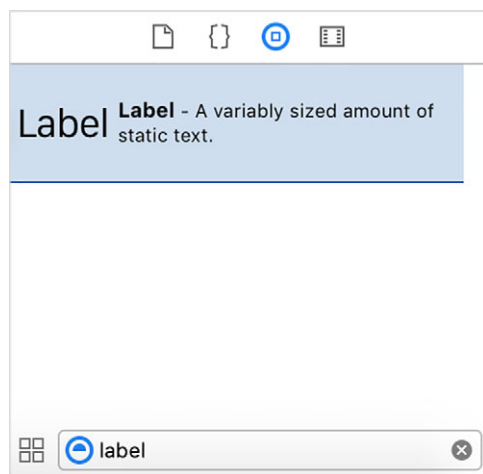 {}
Label
Label - A variably sized amount of
static text.
label